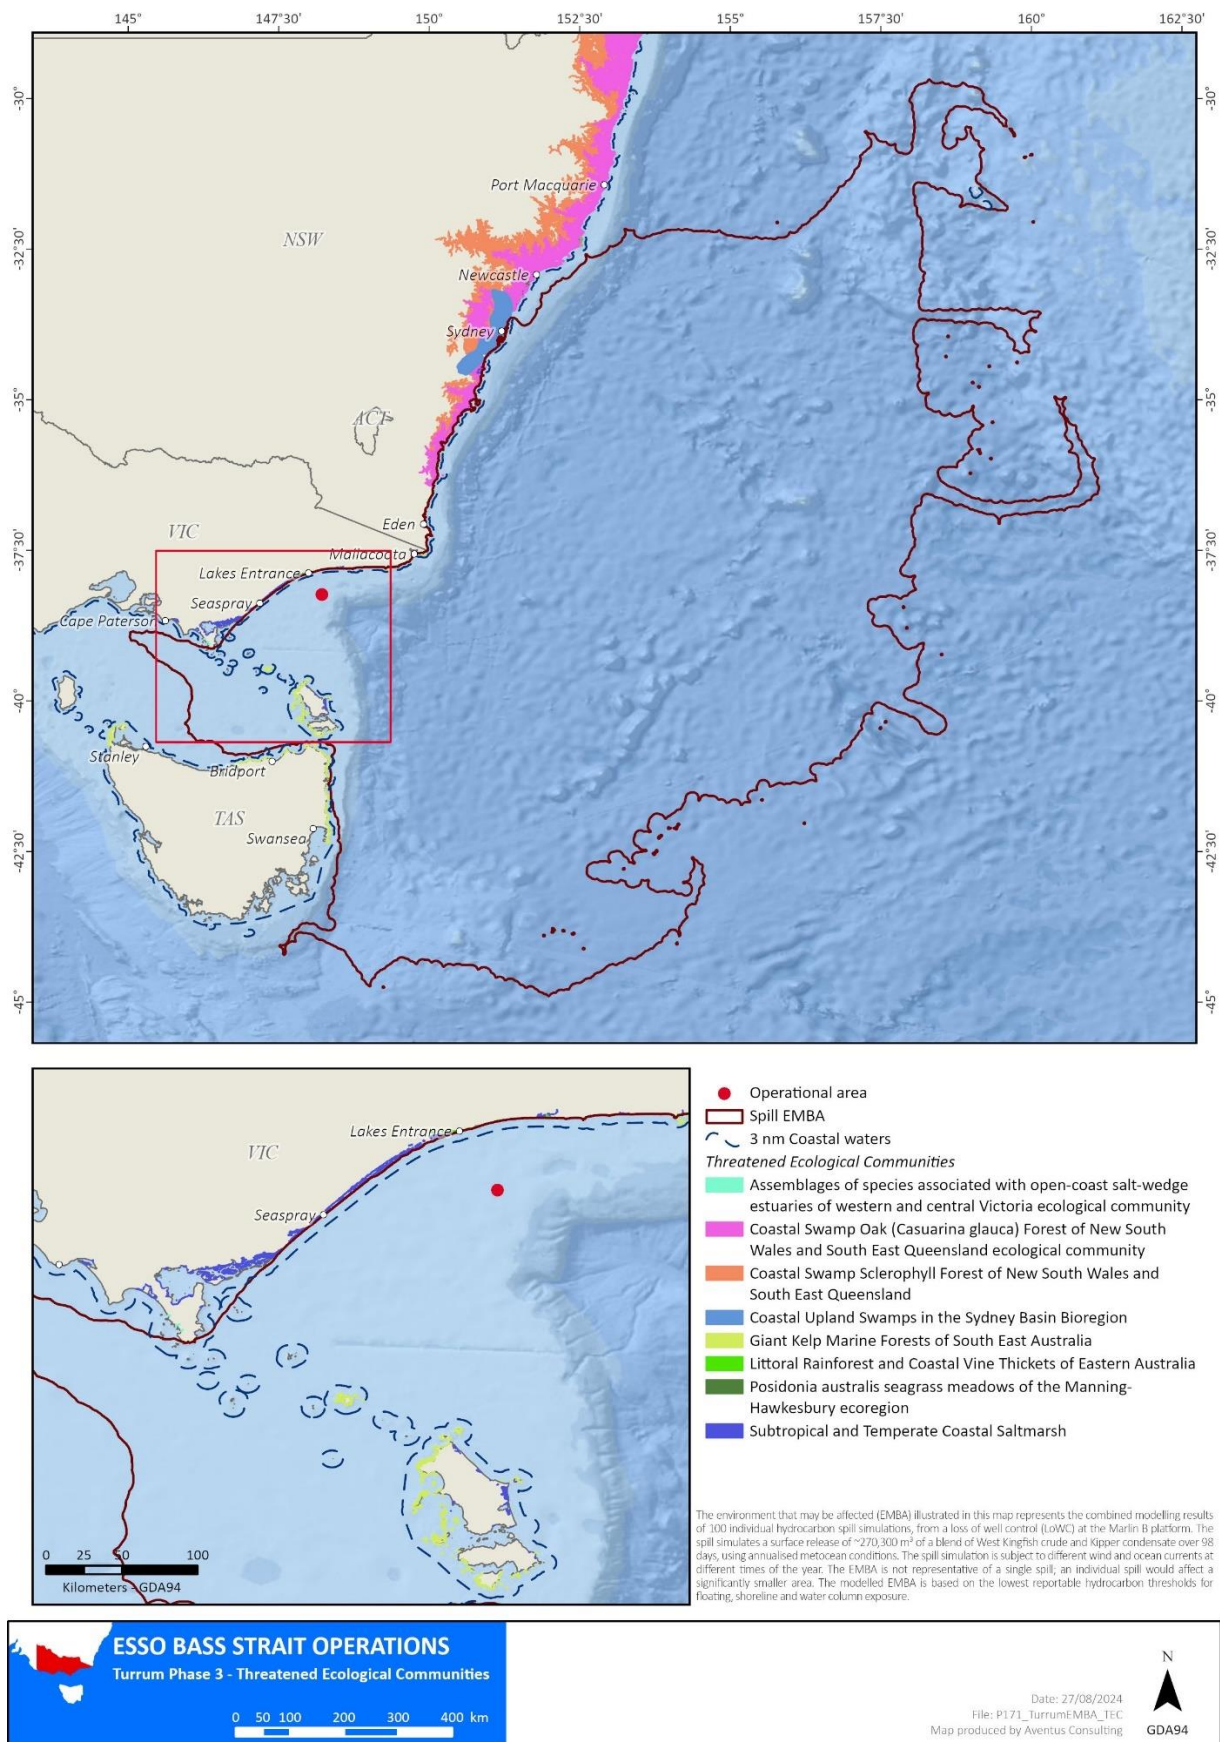 145°
147°30'
150°
152°30'
155°
157°30'
160°
162°30'
-30°
-30°
Port Macquarie
NSW
-32°30'
-32°30'
Newcastle
Sydney
-35°
-35°
ACT
Eden
VIC
Mallacoota
-37°30'
-37°30'
Lakes Entrance
Seaspray
Cape Paterson
-40°
-40°
Stanley
Bridport
TAS
Swansea
-42°30'
-42°30'
-45°
-45°
Lakes Entrance
VIC
Seaspray
0 25 50 100
Kilometers - GDA94
Operational area
Spill EMBA
3 nm Coastal waters
Threatened Ecological Communities
Assemblages of species associated with open-coast salt-wedge
estuaries of western and central Victoria ecological community
Coastal Swamp Oak (Casuarina glauca) Forest of New South
Wales and South East Queensland ecological community
Coastal Swamp Sclerophyll Forest of New South Wales and
South East Queensland
Coastal Upland Swamps in the Sydney Basin Bioregion
Giant Kelp Marine Forests of South East Australia
Littoral Rainforest and Coastal Vine Thickets of Eastern Australia
Posidonia australis seagrass meadows of the Manning-
Hawkesbury ecoregion
Subtropical and Temperate Coastal Saltmarsh
The environment that may be affected (EMBA) illustrated in this map represents the combined modelling results
of 100 individual hydrocarbon spill simulations, from a loss of well control (LoWC) at the Marlin B platform. The
spill simulates a surface release of ~270,300 m³ of a blend of West Kingfish crude and Kipper condensate over 98
days, using annualised metocean conditions. The spill simulation is subject to different wind and ocean currents at
different times of the year. The EMBA is not representative of a single spill; an individual spill would affect a
significantly smaller area. The modelled EMBA is based on the lowest reportable hydrocarbon thresholds for
floating, shoreline and water column exposure.
ESSO BASS STRAIT OPERATIONS
Turrum Phase 3 - Threatened Ecological Communities
0 50 100 200 300 400 km
Date: 27/08/2024
File: P171_TurrumEMBA_TEC
Map produced by Aventus Consulting
N
GDA94